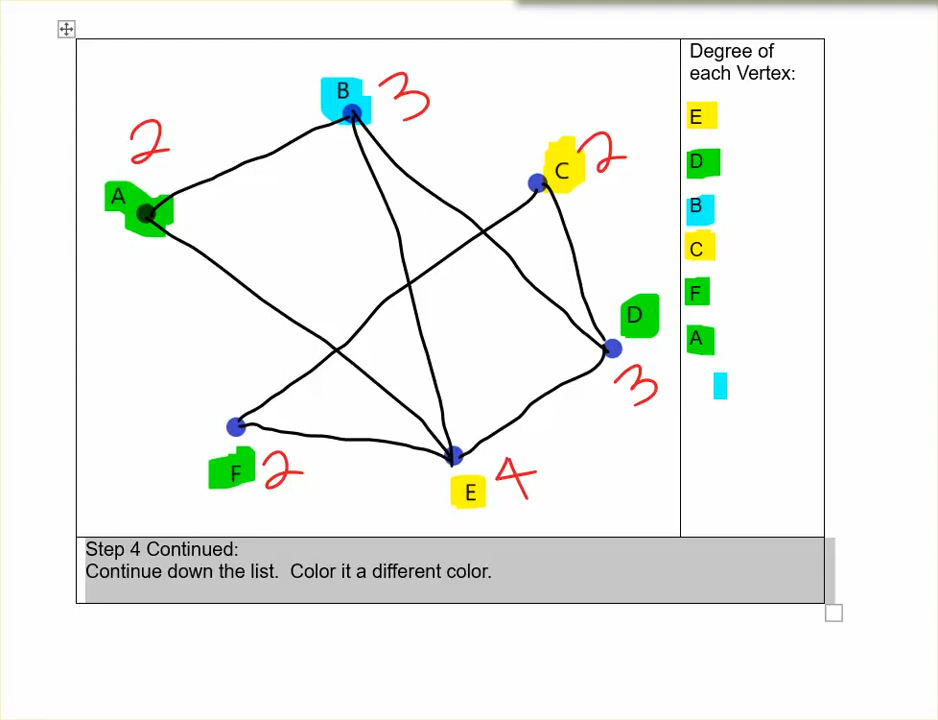 Degree of
each Vertex:
B 3
2
C 2
A
E
D
B
C
F
A
D
3
F 2
E 4
Step 4 Continued:
Continue down the list. Color it a different color.